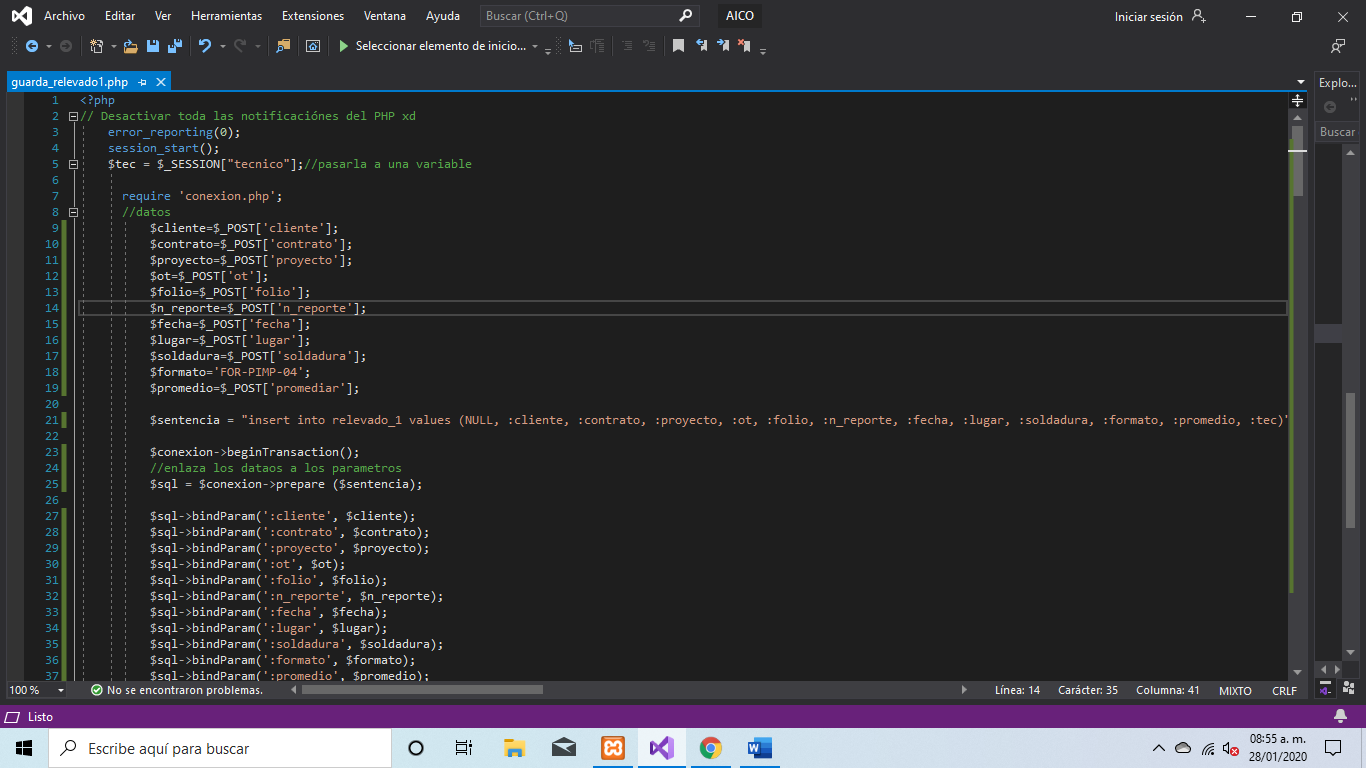 Archivo Editar Ver Herramientas Extensiones Ventana Ayuda Buscar (Ctrl+Q) AICO Iniciar sesión
Seleccionar elemento de inicio...
guarda_relevado1.php Explo...
Buscar
1 <?php
2 // Desactivar toda las notificaciónes del PHP xd
3 error_reporting(0);
4 session_start();
5 $tec = $_SESSION["tecnico"];//pasarla a una variable
6
7 require 'conexion.php';
8 //datos
9 $cliente=$_POST['cliente'];
10 $contrato=$_POST['contrato'];
11 $proyecto=$_POST['proyecto'];
12 $ot=$_POST['ot'];
13 $folio=$_POST['folio'];
14 $n_reporte=$_POST['n_reporte'];
15 $fecha=$_POST['fecha'];
16 $lugar=$_POST['lugar'];
17 $soldadura=$_POST['soldadura'];
18 $formato='FOR-PIMP-04';
19 $promedio=$_POST['promediar'];
20
21 $sentencia = "insert into relevado_1 values (NULL, :cliente, :contrato, :proyecto, :ot, :folio, :n_reporte, :fecha, :lugar, :soldadura, :formato, :promedio, :tec)"
22
23 $conexion->beginTransaction();
24 //enlaza los dataos a los parametros
25 $sql = $conexion->prepare ($sentencia);
26
27 $sql->bindParam(':cliente', $cliente);
28 $sql->bindParam(':contrato', $contrato);
29 $sql->bindParam(':proyecto', $proyecto);
30 $sql->bindParam(':ot', $ot);
31 $sql->bindParam(':folio', $folio);
32 $sql->bindParam(':n_reporte', $n_reporte);
33 $sql->bindParam(':fecha', $fecha);
34 $sql->bindParam(':lugar', $lugar);
35 $sql->bindParam(':soldadura', $soldadura);
36 $sql->bindParam(':formato', $formato);
37 $sql->bindParam(':promedio', $promedio);
100 % No se encontraron problemas. Línea: 14 Carácter: 35 Columna: 41 MIXTO CRLF
Listo
Escribe aquí para buscar 08:55 a. m.
28/01/2020